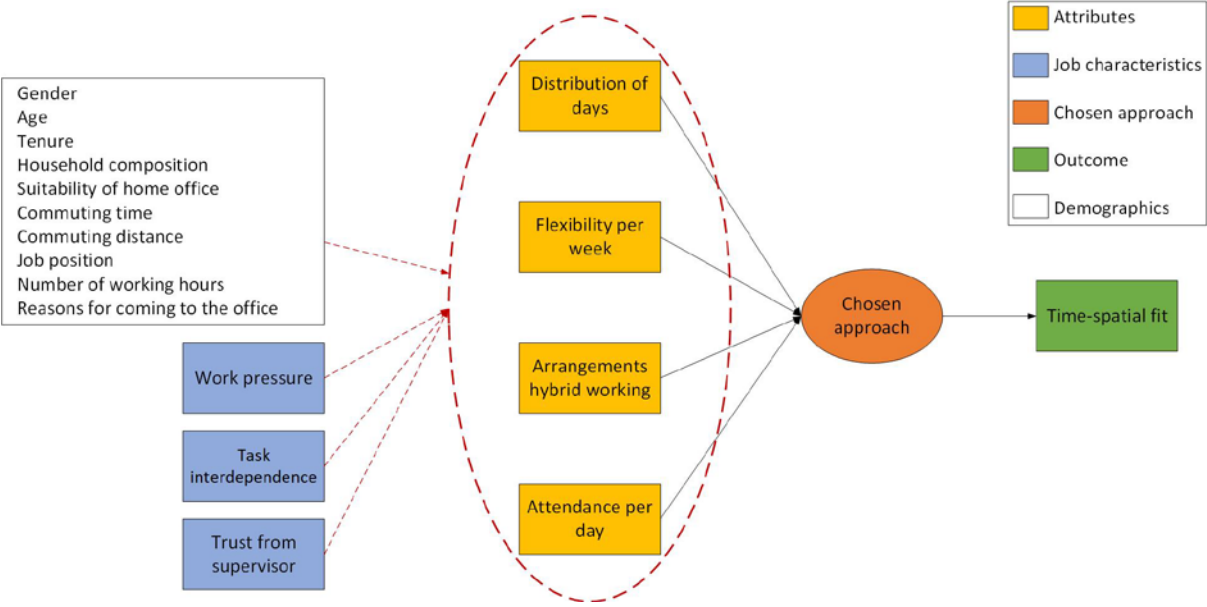 Gender
Age
Tenure
Household composition
Suitability of home office
Commuting time
Commuting distance
Job position
Number of working hours
Reasons for coming to the office
Work pressure
Task
interdependence
Trust from
supervisor
Distribution of
days
Flexibility per
week
Arrangements
hybrid working
Attendance per
day
Chosen
approach
Time-spatial fit
Attributes
Job characteristics
Chosen approach
Outcome
Demographics